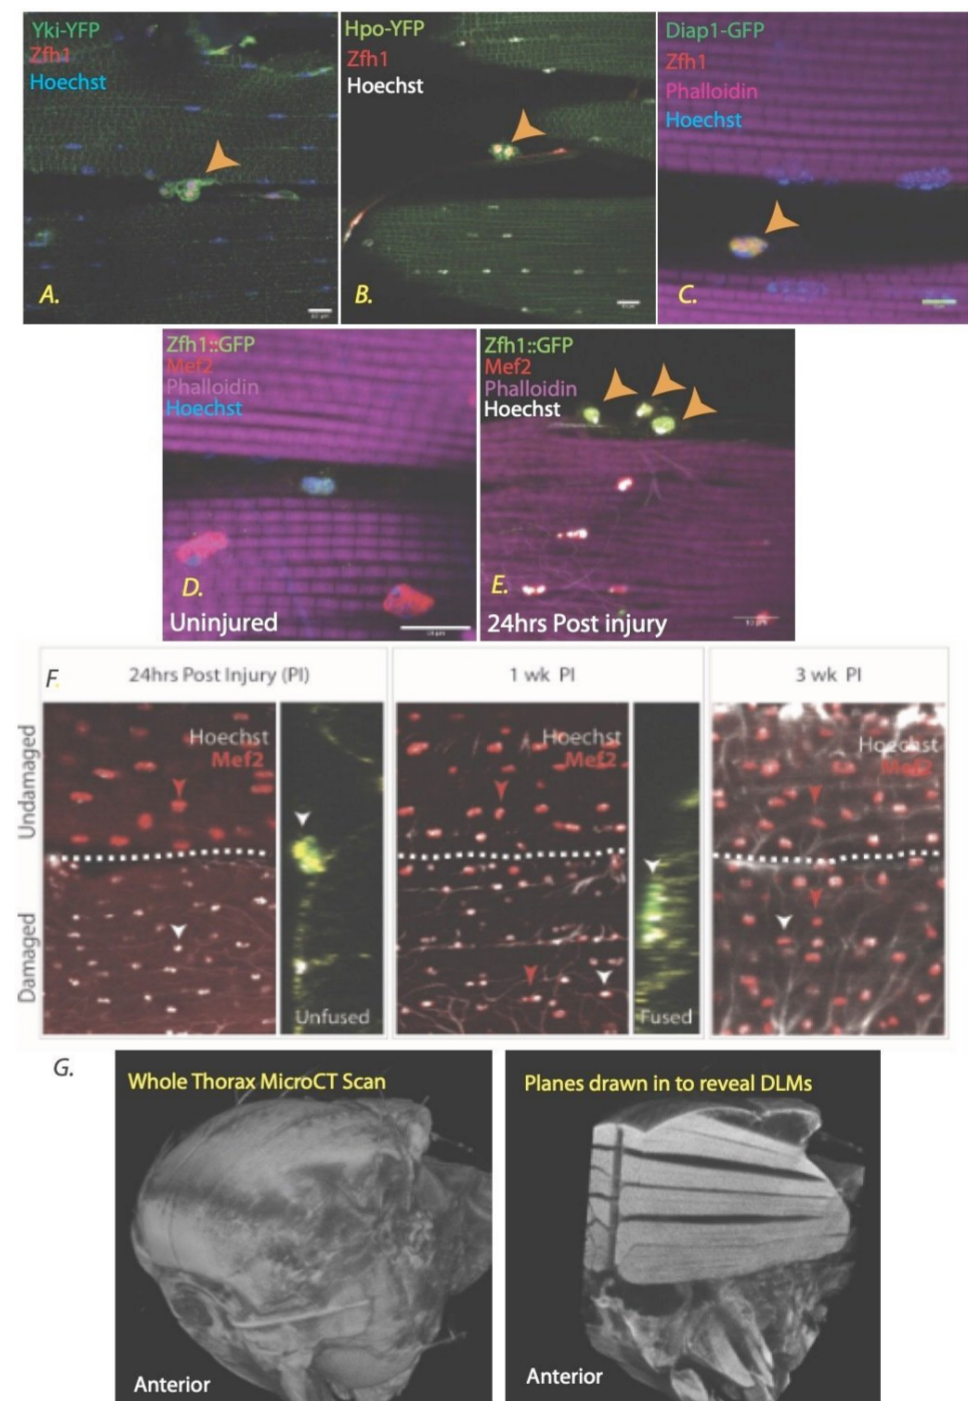 Yki-YFP
Zfh1
Hoechst
A.
Hpo-YFP
Zfh1
Hoechst
B.
Diap1-GFP
Zfh1
Phalloidin
Hoechst
C.
Zfh1::GFP
Mef2
Phalloidin
Hoechst
D.
Uninjured
Zfh1::GFP
Mef2
Phalloidin
Hoechst
E.
24hrs Post injury
F.
24hrs Post Injury (PI)
1 wk PI
3 wk PI
Undamaged
Damaged
Hoechst
Mef2
Unfused
Hoechst
Mef2
Fused
Hoechst
Mef2
G.
Whole Thorax MicroCT Scan
Anterior
Planes drawn in to reveal DLMs
Anterior